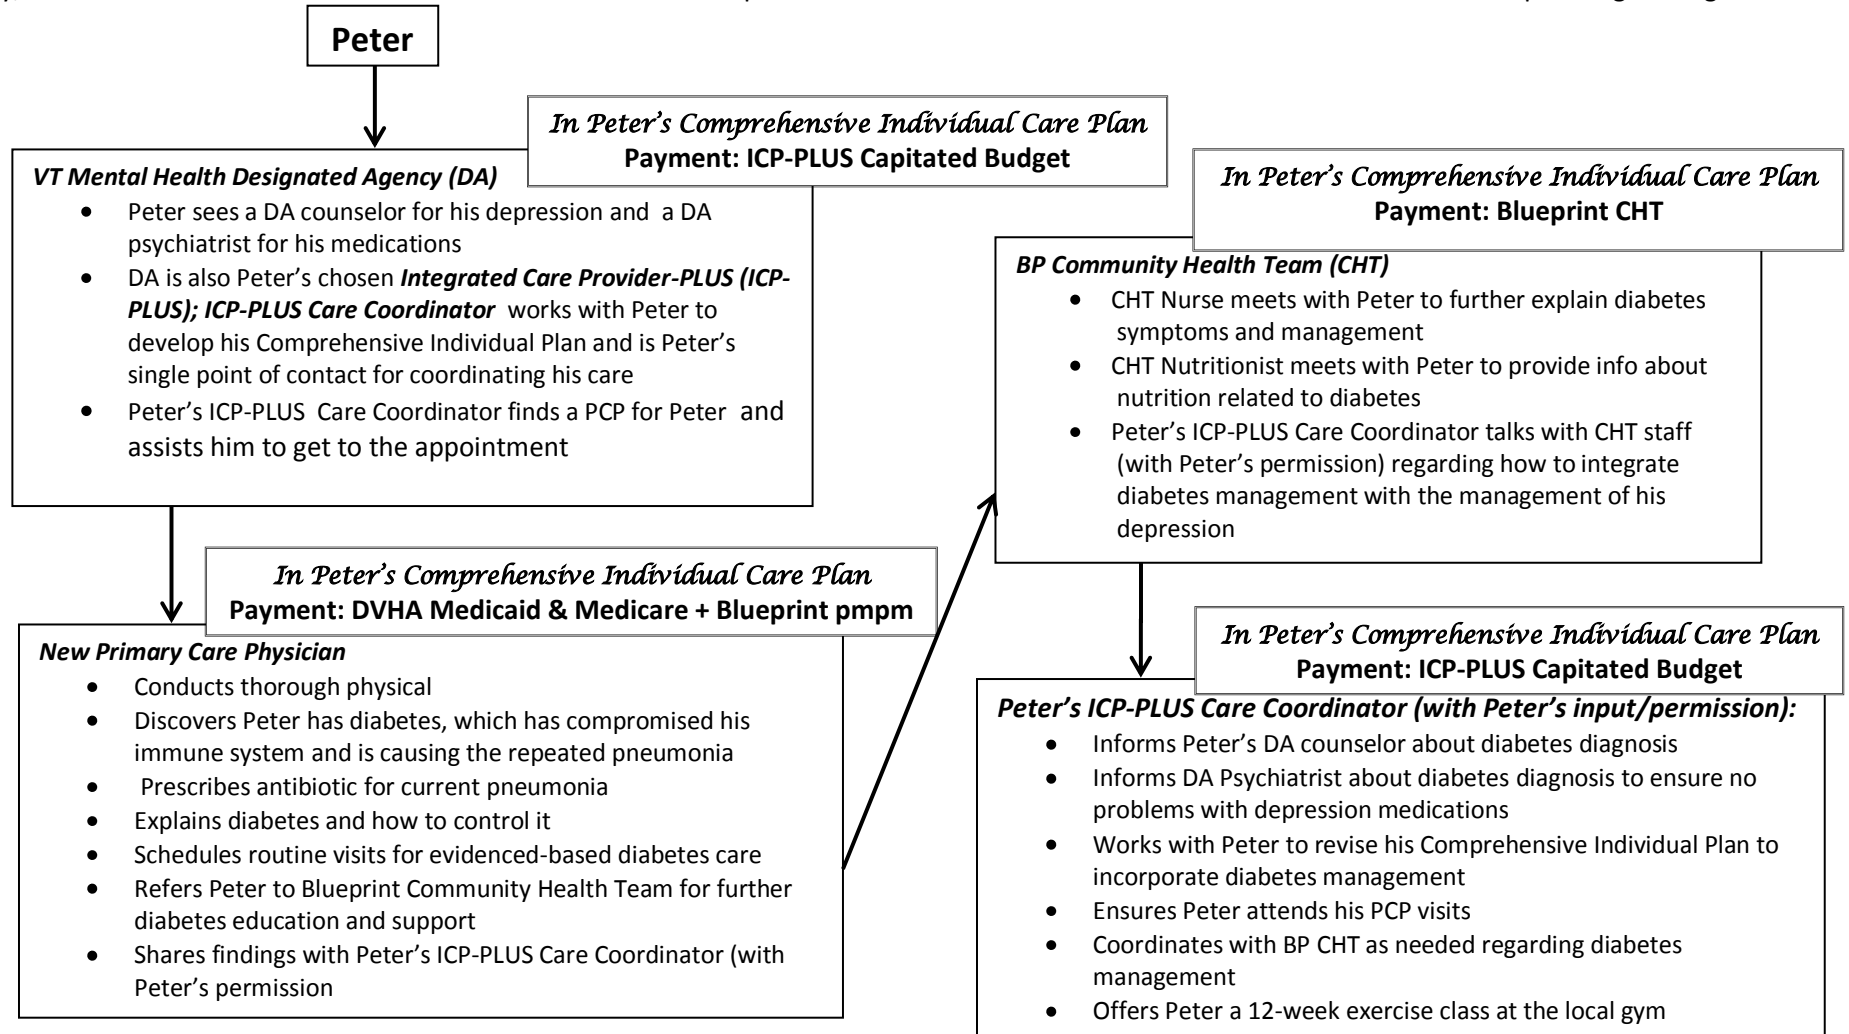 Peter
In Peter's Comprehensive Individual Care Plan
Payment: ICP-PLUS Capitated Budget
VT Mental Health Designated Agency (DA)
• Peter sees a DA counselor for his depression and a DA
psychiatrist for his medications
• DA is also Peter's chosen Integrated Care Provider-PLUS (ICP-
PLUS); ICP-PLUS Care Coordinator works with Peter to
develop his Comprehensive Individual Plan and is Peter's
single point of contact for coordinating his care
• Peter's ICP-PLUS Care Coordinator finds a PCP for Peter and
assists him to get to the appointment
In Peter's Comprehensive Individual Care Plan
Payment: DVHA Medicaid & Medicare + Blueprint pmpm
New Primary Care Physician
• Conducts thorough physical
• Discovers Peter has diabetes, which has compromised his
immune system and is causing the repeated pneumonia
• Prescribes antibiotic for current pneumonia
• Explains diabetes and how to control it
• Schedules routine visits for evidenced-based diabetes care
• Refers Peter to Blueprint Community Health Team for further
diabetes education and support
• Shares findings with Peter's ICP-PLUS Care Coordinator (with
Peter's permission
In Peter's Comprehensive Individual Care Plan
Payment: Blueprint CHT
BP Community Health Team (CHT)
• CHT Nurse meets with Peter to further explain diabetes
symptoms and management
• CHT Nutritionist meets with Peter to provide info about
nutrition related to diabetes
• Peter's ICP-PLUS Care Coordinator talks with CHT staff
(with Peter's permission) regarding how to integrate
diabetes management with the management of his
depression
In Peter's Comprehensive Individual Care Plan
Payment: ICP-PLUS Capitated Budget
Peter's ICP-PLUS Care Coordinator (with Peter's input/permission):
• Informs Peter's DA counselor about diabetes diagnosis
• Informs DA Psychiatrist about diabetes diagnosis to ensure no
problems with depression medications
• Works with Peter to revise his Comprehensive Individual Plan to
incorporate diabetes management
• Ensures Peter attends his PCP visits
• Coordinates with BP CHT as needed regarding diabetes
management
• Offers Peter a 12-week exercise class at the local gym